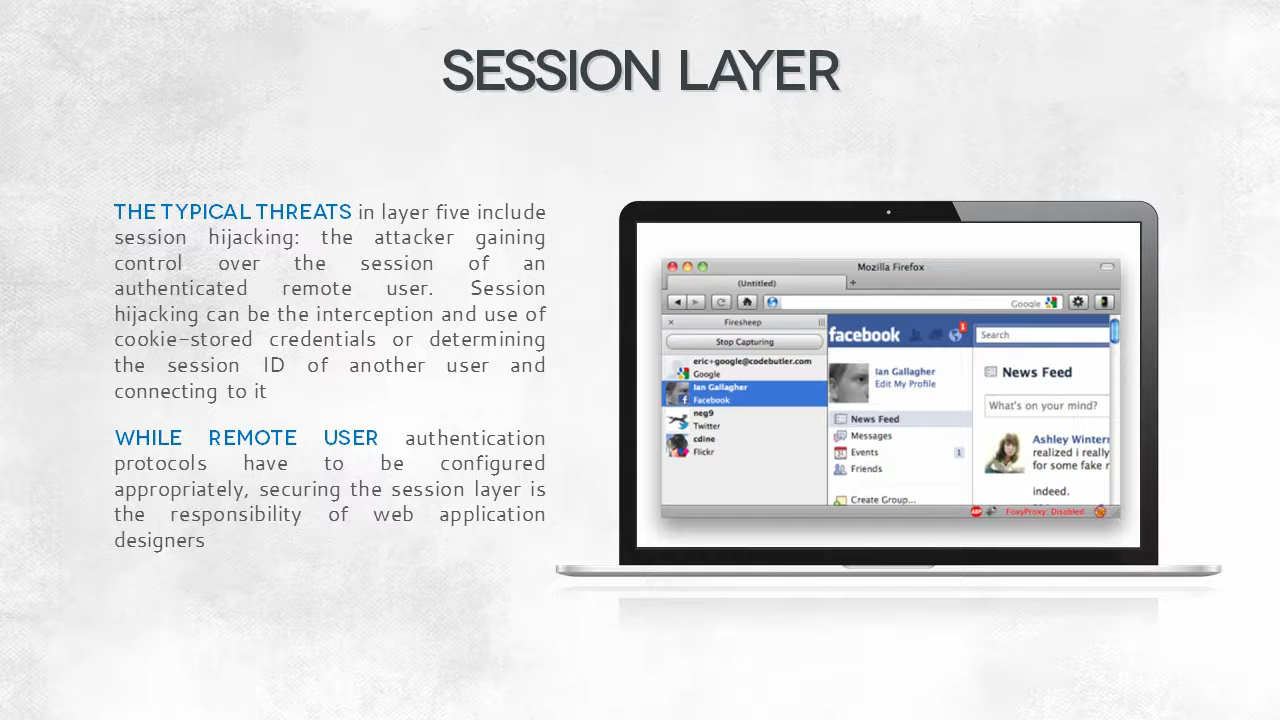 SESSION LAYER
THE TYPICAL THREATS in layer five include
session hijacking: the attacker gaining
control over the session of an
authenticated remote user. Session
hijacking can be the interception and use of
cookie-stored credentials or determining
the session ID of another user and
connecting to it
WHILE REMOTE USER authentication
protocols have to be configured
appropriately, securing the session layer is
the responsibility of web application
designers
Mozilla Firefox
(Untitled)
+
Google
× Firesheep
Stop Capturing
eric+google@codebutler.com
Google
Ian Gallagher
Facebook
neg9
Twitter
cdine
Flickr
facebook
1
Search
Ian Gallagher
Edit My Profile
News Feed
Messages
Events 1
Friends
Create Group...
News Feed
What's on your mind?
Ashley Winterr
realized i really
for some fake r
indeed.
ABP
FoxyProxy: Disabled